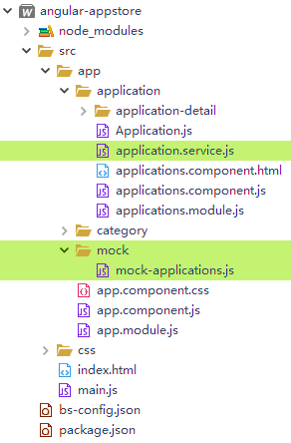 angular-appstore
node_modules
src
app
application
application-detail
Application.js
application.service.js
applications.component.html
applications.component.js
applications.module.js
category
mock
mock-applications.js
app.component.css
app.component.js
app.module.js
css
index.html
main.js
bs-config.json
package.json